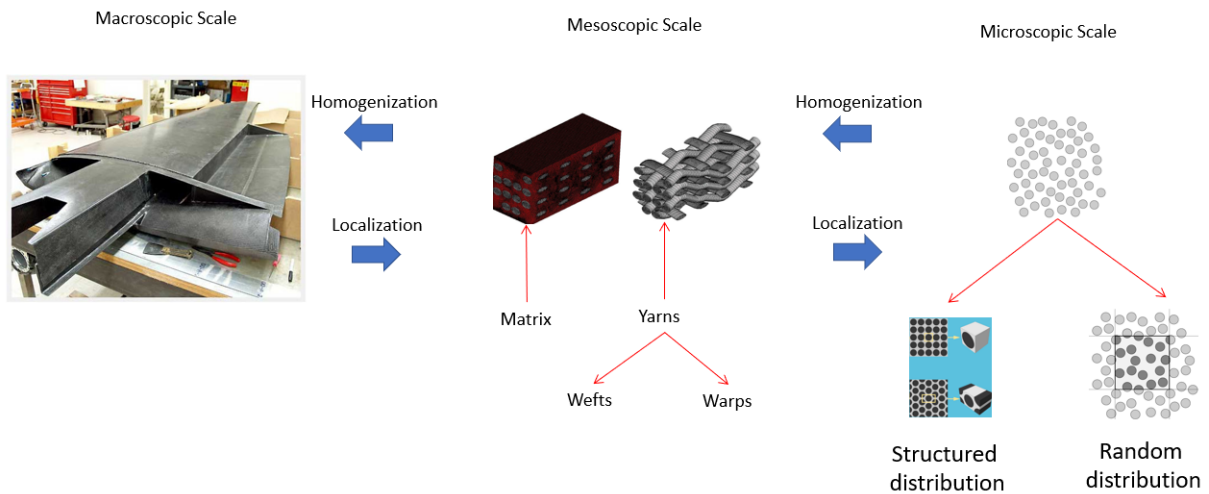 Macroscopic Scale
Mesoscopic Scale
Microscopic Scale
Homogenization
Homogenization
Localization
Localization
Matrix
Yarns
Wefts
Warps
Structured
distribution
Random
distribution